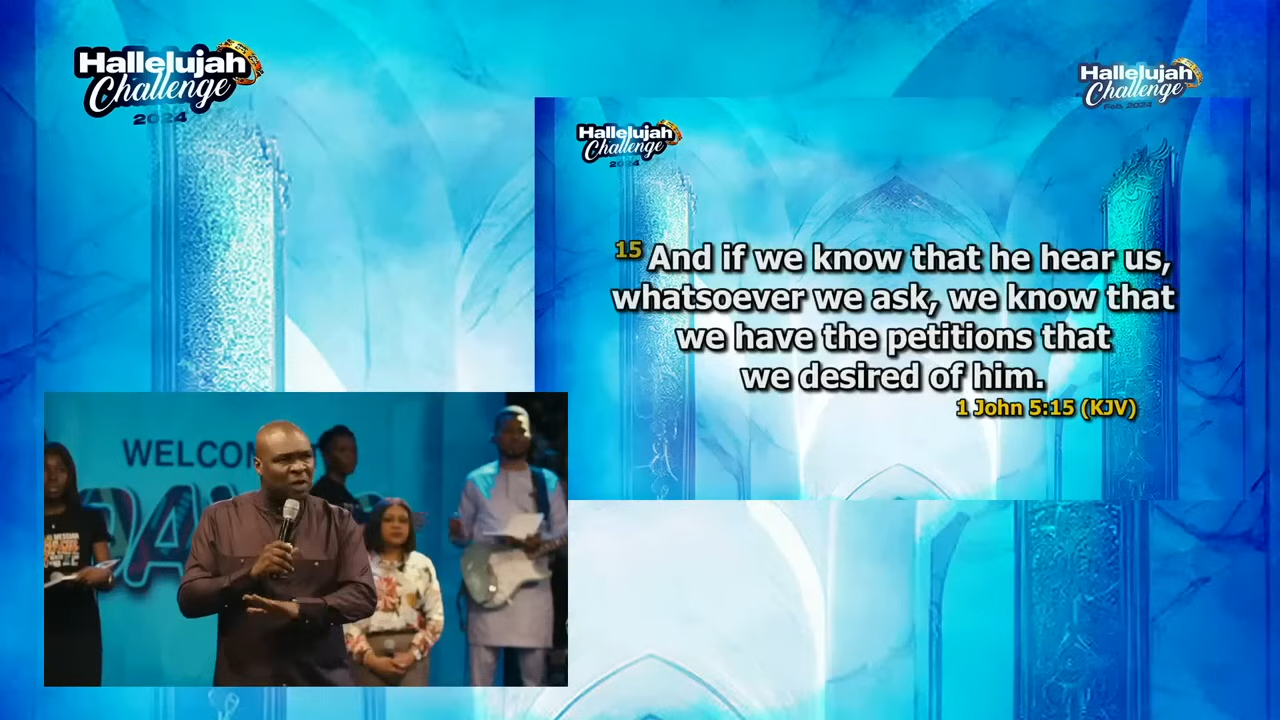 Hallelujah
Challenge
2024
Hallelujah
Challenge
Feb, 2024
Hallelujah
Challenge
2024
15 And if we know that he hear us,
whatsoever we ask, we know that
we have the petitions that
we desired of him.
1 John 5:15 (KJV)
WELCOM
MESSIAH